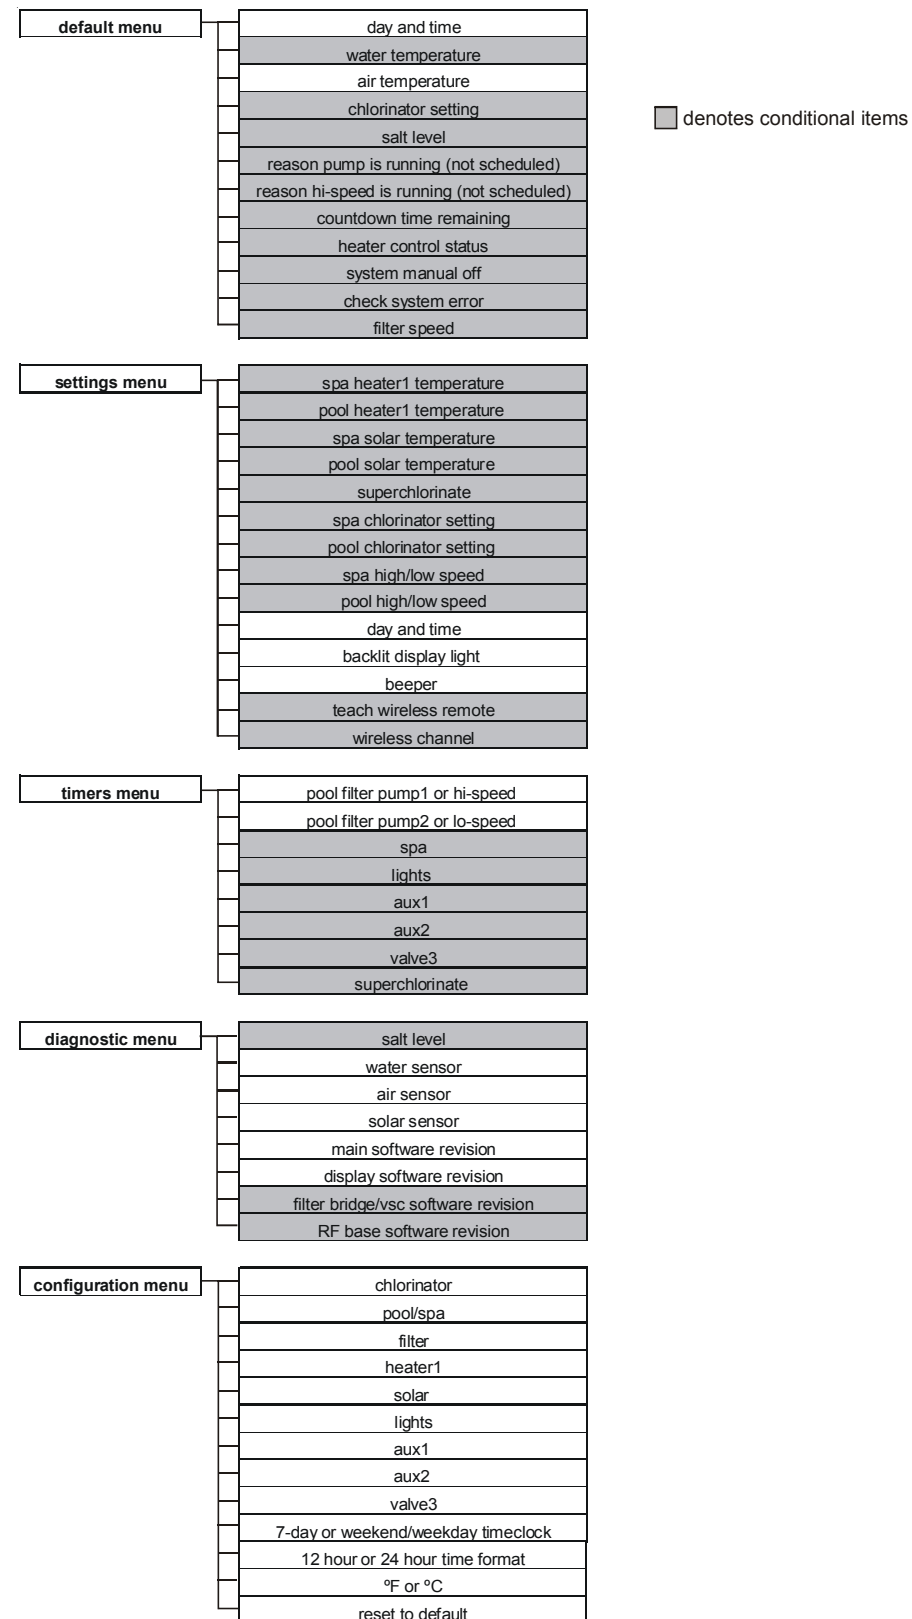 default menu
day and time
water temperature
air temperature
chlorinator setting
salt level
reason pump is running (not scheduled)
reason hi-speed is running (not scheduled)
countdown time remaining
heater control status
system manual off
check system error
filter speed
denotes conditional items
settings menu
spa heater1 temperature
pool heater1 temperature
spa solar temperature
pool solar temperature
superchlorinate
spa chlorinator setting
pool chlorinator setting
spa high/low speed
pool high/low speed
day and time
backlit display light
beeper
teach wireless remote
wireless channel
timers menu
pool filter pump1 or hi-speed
pool filter pump2 or lo-speed
spa
lights
aux1
aux2
valve3
superchlorinate
diagnostic menu
salt level
water sensor
air sensor
solar sensor
main software revision
display software revision
filter bridge/vsc software revision
RF base software revision
configuration menu
chlorinator
pool/spa
filter
heater1
solar
lights
aux1
aux2
valve3
7-day or weekend/weekday timeclock
12 hour or 24 hour time format
ºF or ºC
reset to default